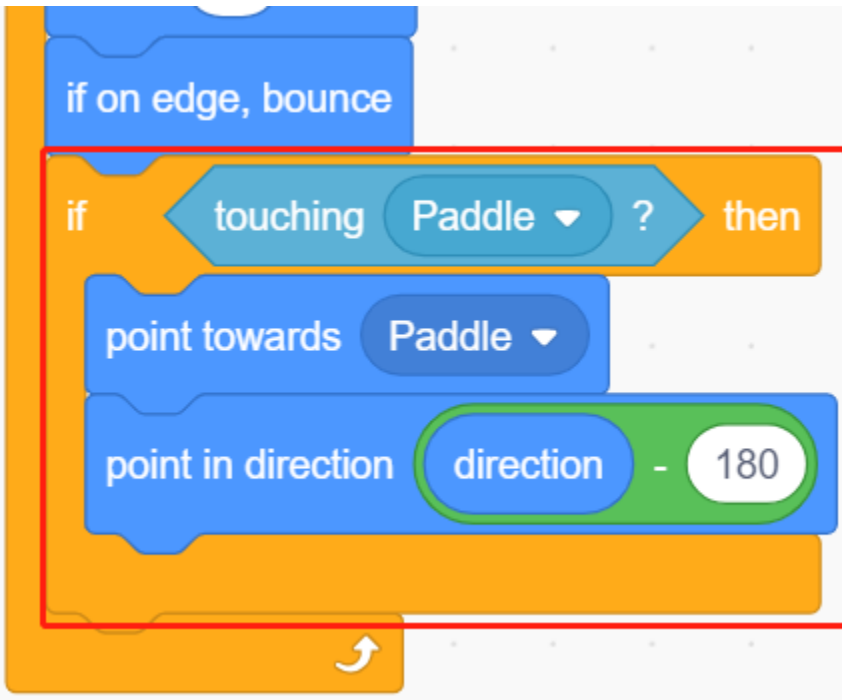 if on edge, bounce
if touching Paddle ? then
point towards Paddle
point in direction direction - 180